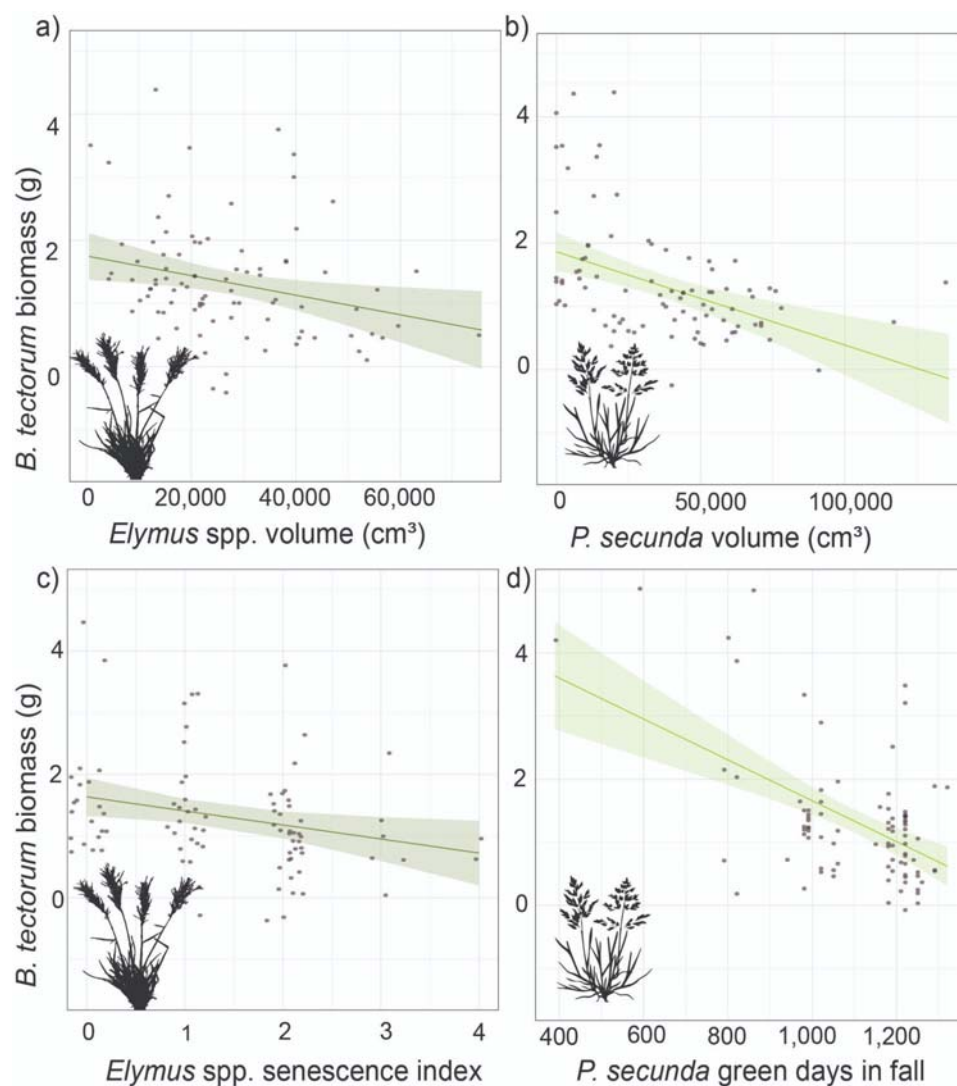 a)
b)
4
2
0
4
2
0
B. tectorum biomass (g)
0 20,000 40,000 60,000
0 50,000 100,000
Elymus spp. volume (cm³)
P. secunda volume (cm³)
c)
d)
4
2
0
4
2
0
B. tectorum biomass (g)
0 1 2 3 4
400 600 800 1,000 1,200
Elymus spp. senescence index
P. secunda green days in fall